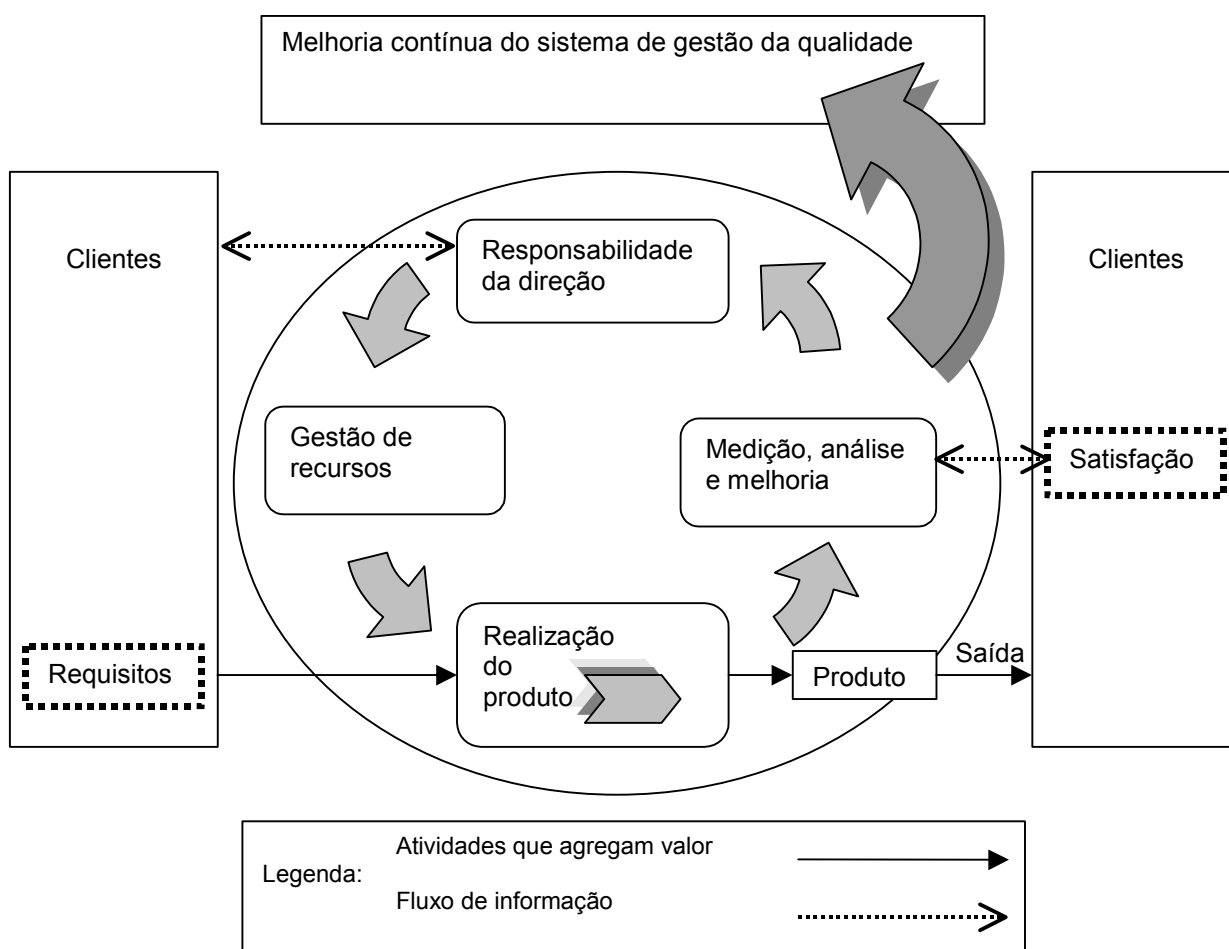 Melhoria contínua do sistema de gestão da qualidade
Clientes
Responsabilidade
da direção
Clientes
Gestão de
recursos
Medição, análise
e melhoria
Satisfação
Requisitos
Realização
do
produto
Produto
Saída
Legenda:
Atividades que agregam valor
Fluxo de informação